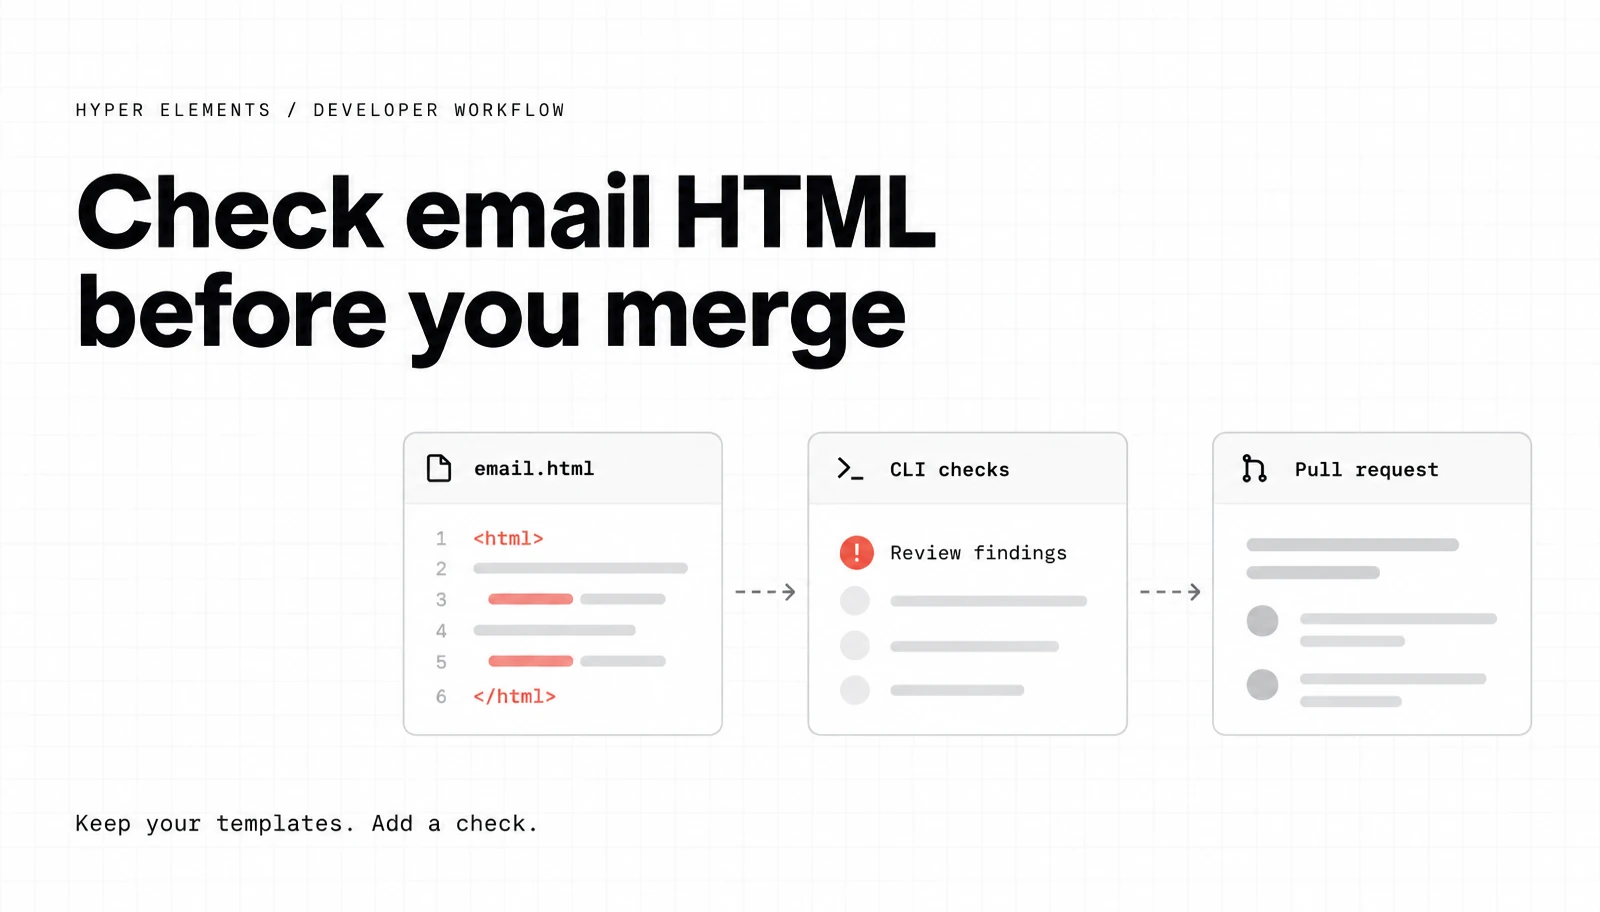 HYPER ELEMENTS / DEVELOPER WORKFLOW
Check email HTML
before you merge
email.html
1 <html>
2
3
4
5
6 </html>
CLI checks
! Review findings
Pull request
Keep your templates. Add a check.